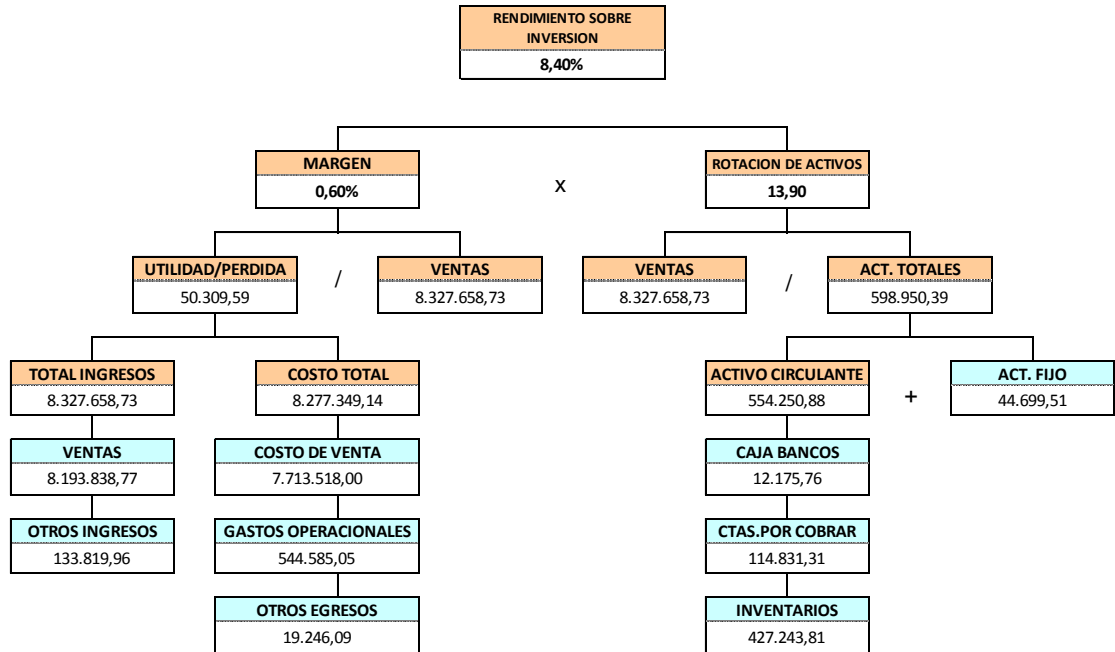 RENDIMIENTO SOBRE
INVERSION
8,40%
MARGEN
0,60%
x
ROTACION DE ACTIVOS
13,90
UTILIDAD/PERDIDA
50.309,59
/
VENTAS
8.327.658,73
VENTAS
8.327.658,73
/
ACT. TOTALES
598.950,39
TOTAL INGRESOS
8.327.658,73
COSTO TOTAL
8.277.349,14
ACTIVO CIRCULANTE
554.250,88
+
ACT. FIJO
44.699,51
VENTAS
8.193.838,77
COSTO DE VENTA
7.713.518,00
CAJA BANCOS
12.175,76
OTROS INGRESOS
133.819,96
GASTOS OPERACIONALES
544.585,05
CTAS.POR COBRAR
114.831,31
OTROS EGRESOS
19.246,09
INVENTARIOS
427.243,81